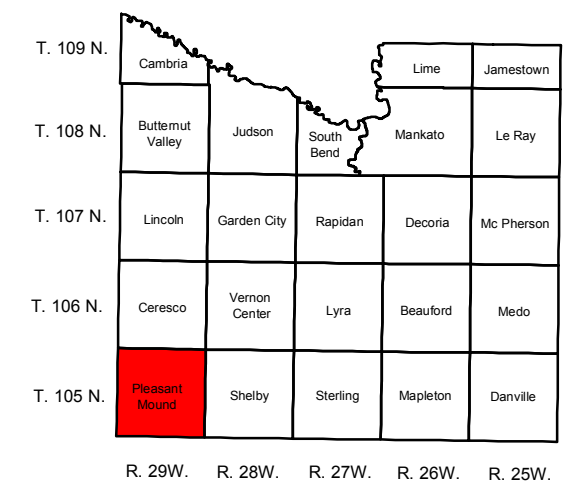 T. 109 N.
Cambria
Lime
Jamestown
T. 108 N.
Butternut
Valley
Judson
South
Bend
Mankato
Le Ray
T. 107 N.
Lincoln
Garden City
Rapidan
Decoria
Mc Pherson
T. 106 N.
Ceresco
Vernon
Center
Lyra
Beauford
Medo
T. 105 N.
Pleasant
Mound
Shelby
Sterling
Mapleton
Danville
R. 29W.
R. 28W.
R. 27W.
R. 26W.
R. 25W.